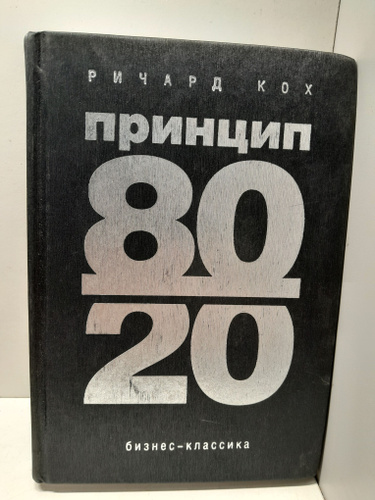 РИЧАРД КОХ
принцип
80
20
бизнес-классика